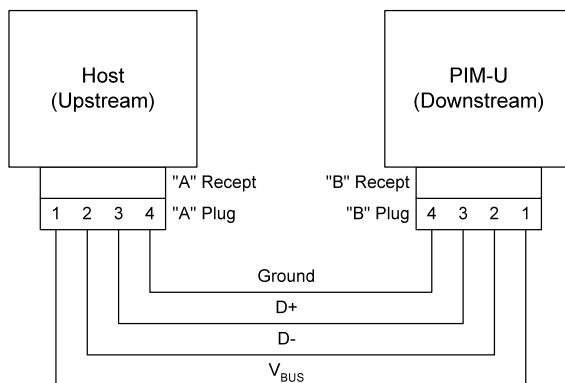 Host
(Upstream)
PIM-U
(Downstream)
"A" Recept
"B" Recept
1 2 3 4
"A" Plug
"B" Plug
4 3 2 1
Ground
D+
D-
VBUS